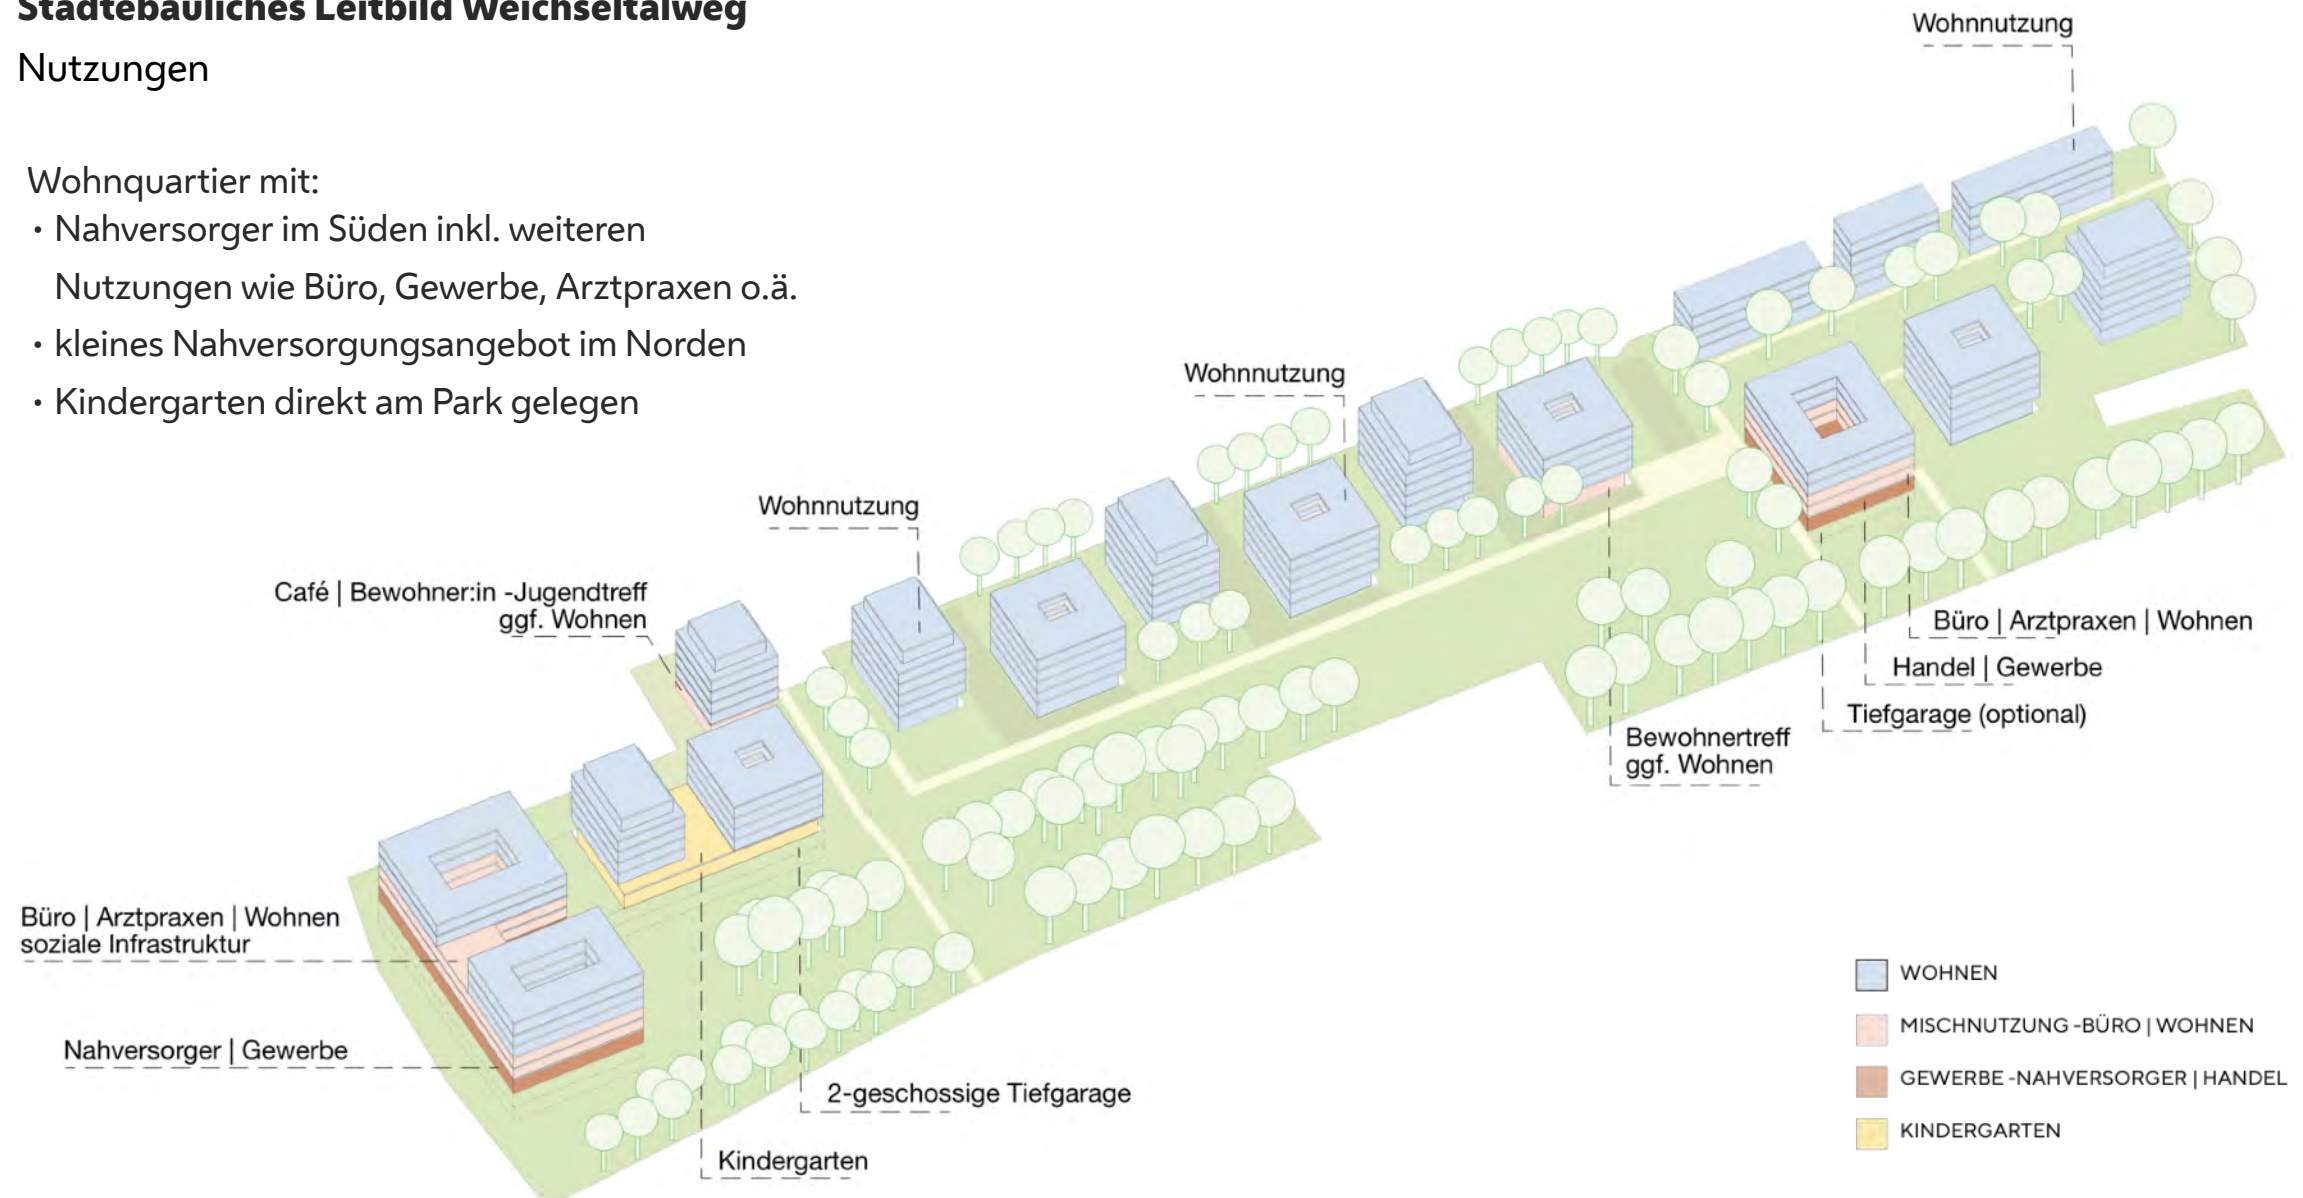 Städtebauliches Leitbild Weichseltalweg
Nutzungen
Wohnquartier mit:
• Nahversorger im Süden inkl. weiteren
Nutzungen wie Büro, Gewerbe, Arztpraxen o.ä.
• kleines Nahversorgungsangebot im Norden
• Kindergarten direkt am Park gelegen
Wohnnutzung
Wohnnutzung
Wohnnutzung
Café | Bewohner:in -Jugendtreff
ggf. Wohnen
Büro | Arztpraxen | Wohnen
Handel | Gewerbe
Tiefgarage (optional)
Bewohnertreff
ggf. Wohnen
Büro | Arztpraxen | Wohnen
soziale Infrastruktur
Nahversorger | Gewerbe
2-geschossige Tiefgarage
Kindergarten
WOHNEN
MISCHNUTZUNG -BÜRO | WOHNEN
GEWERBE -NAHVERSORGER | HANDEL
KINDERGARTEN